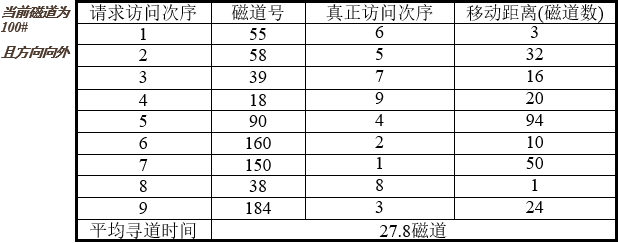 当前磁道为
100#
且方向向外
请求访问次序 磁道号 真正访问次序 移动距离(磁道数)
1 55 6 3
2 58 5 32
3 39 7 16
4 18 9 20
5 90 4 94
6 160 2 10
7 150 1 50
8 38 8 1
9 184 3 24
平均寻道时间 27.8磁道